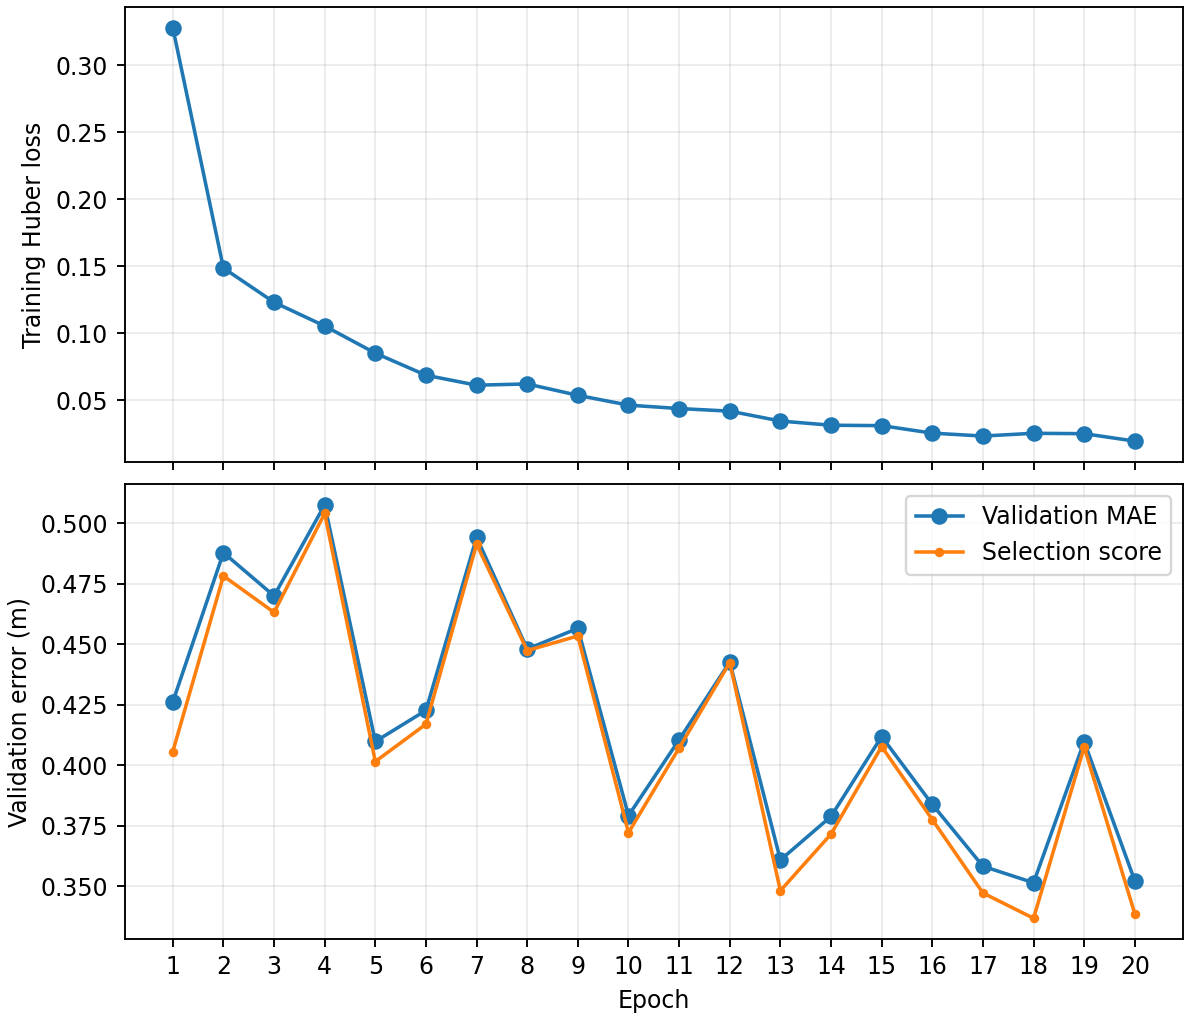 Training Huber loss
0.30
0.25
0.20
0.15
0.10
0.05
Validation error (m)
0.500
0.475
0.450
0.425
0.400
0.375
0.350
Validation MAE
Selection score
1 2 3 4 5 6 7 8 9 10 11 12 13 14 15 16 17 18 19 20
Epoch